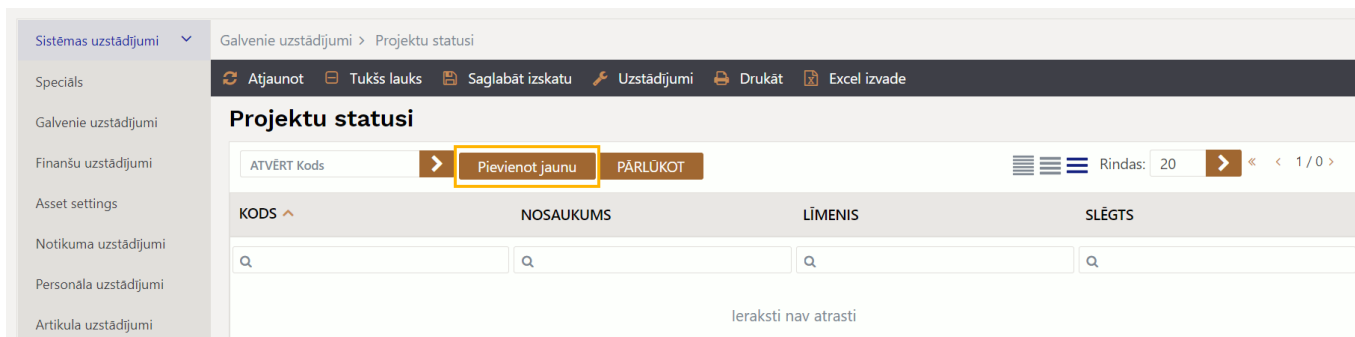 Sistēmas uzstādījumi
Galvenie uzstādījumi > Projektu statusi
Speciāls
Atjaunot Tukšs lauks Saglabāt izskatu Uzstādījumi Drukāt Excel izvade
Galvenie uzstādījumi
Projektu statusi
Finanšu uzstādījumi
ATVĒRT Kods Pievienot jaunu PĀRLŪKOT Rindas: 20 « < 1 / 0 >
Asset settings
KODS NOSAUKUMS LĪMENIS SLĒGTS
Notikuma uzstādījumi
Personāla uzstādījumi
Ieraksti nav atrasti
Artikula uzstādījumi